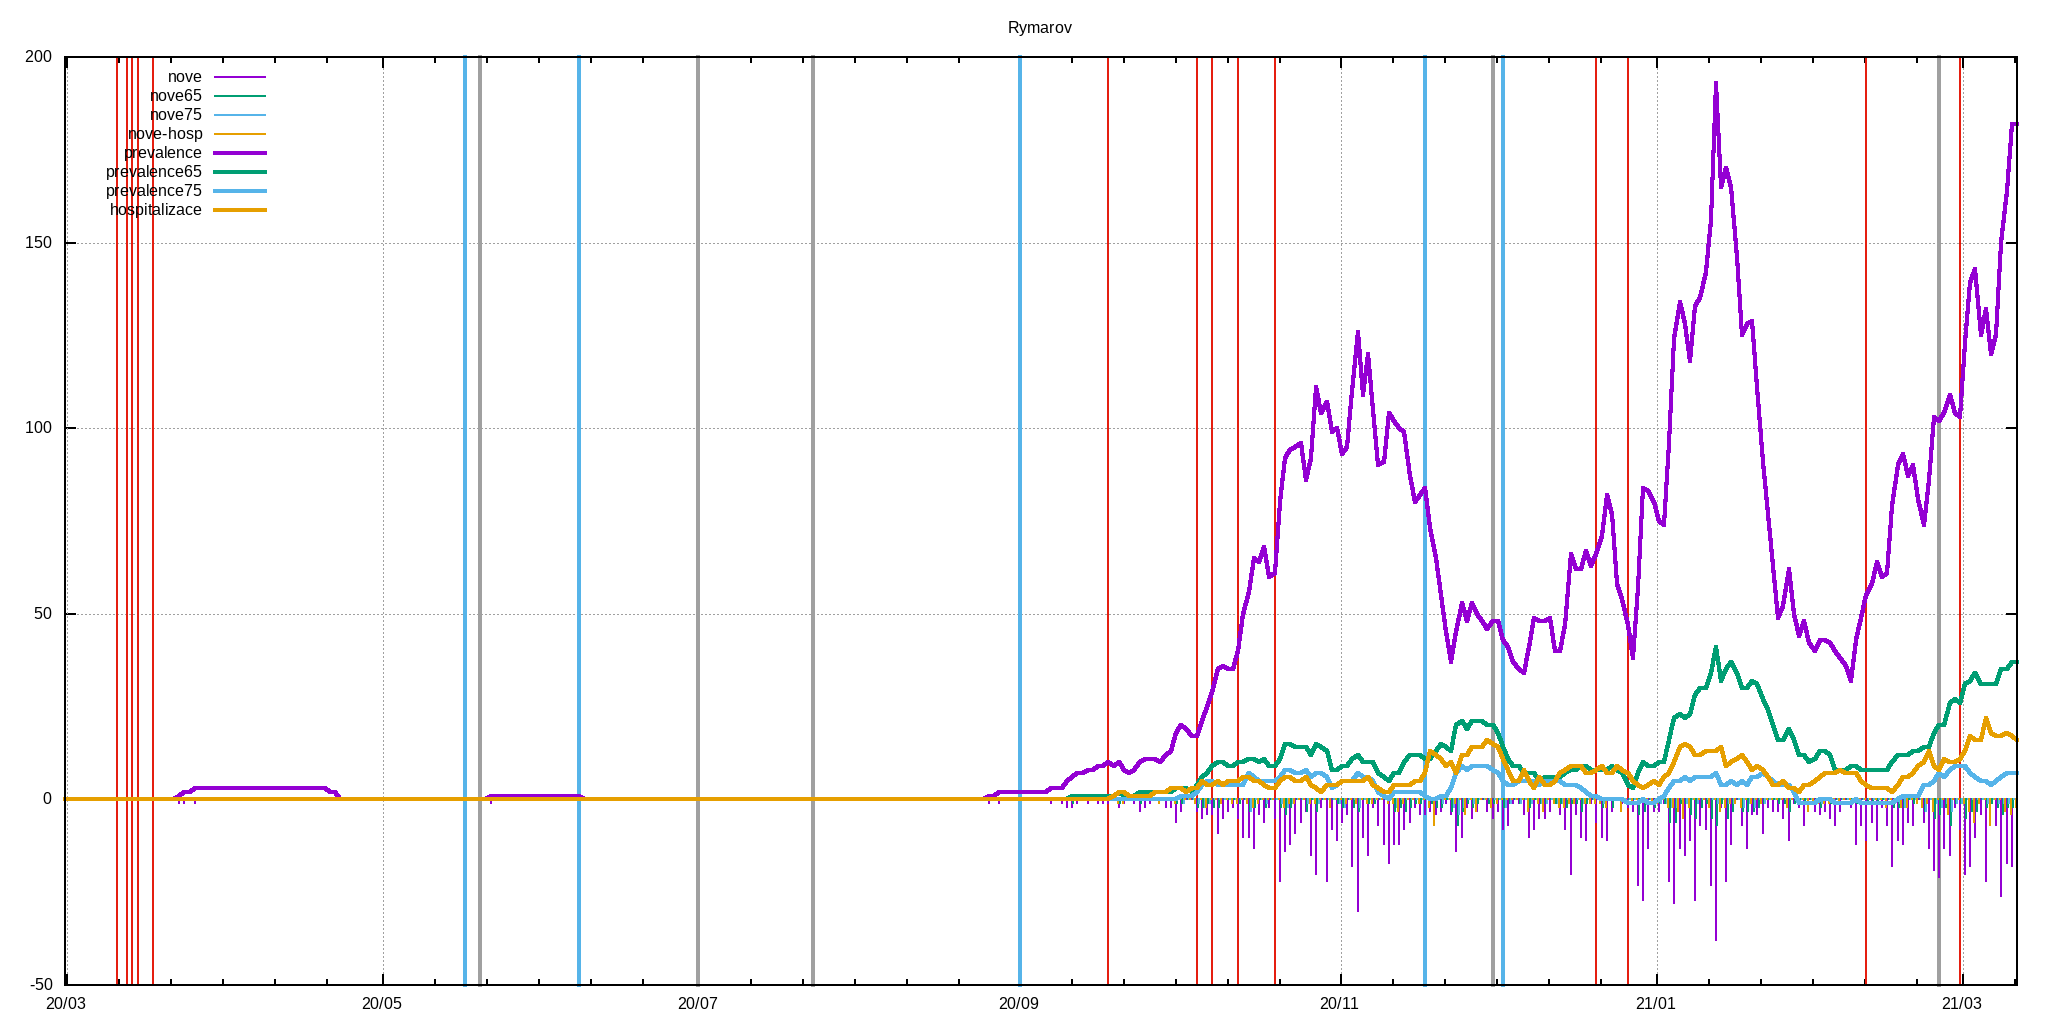 Rymarov
200
nove
nove65
nove75
nove-hosp
prevalence
prevalence65
prevalence75
hospitalizace
150
100
50
0
-50
20/03 20/05 20/07 20/09 20/11 21/01 21/03